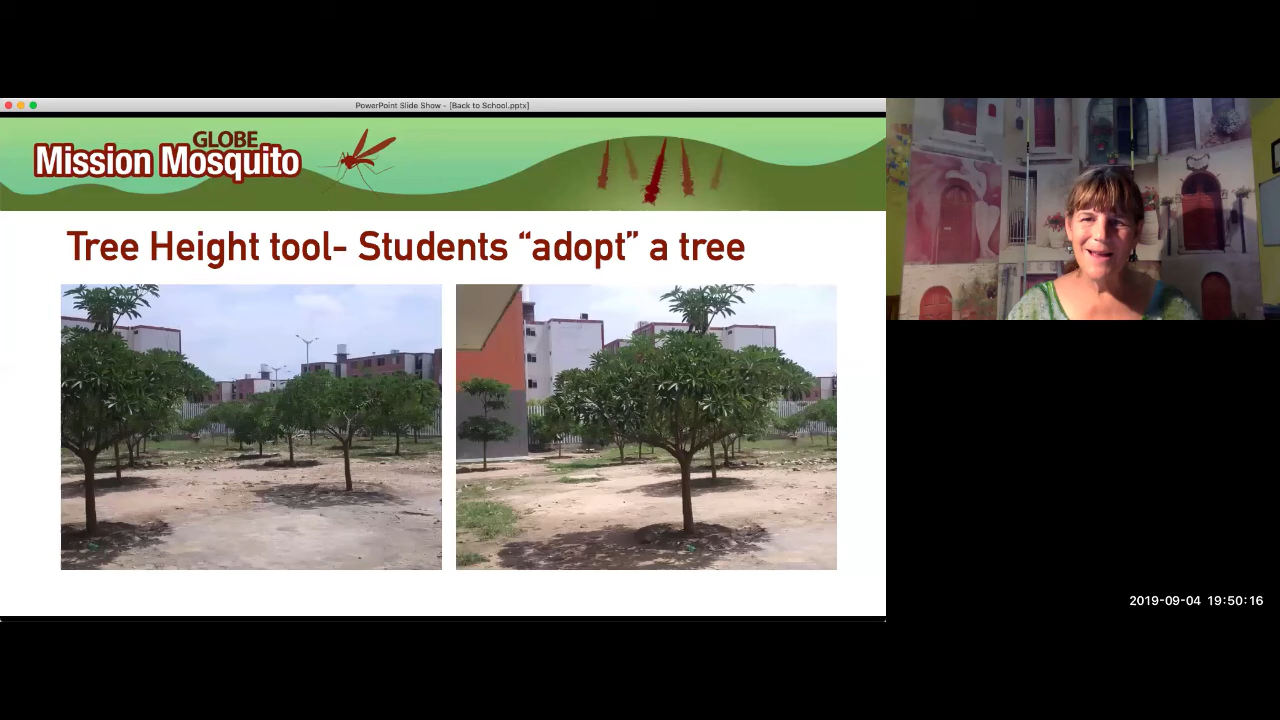 PowerPoint Slide Show - [Back to School.pptx]
GLOBE
Mission Mosquito
Tree Height tool- Students “adopt” a tree
2019-09-04 19:50:16